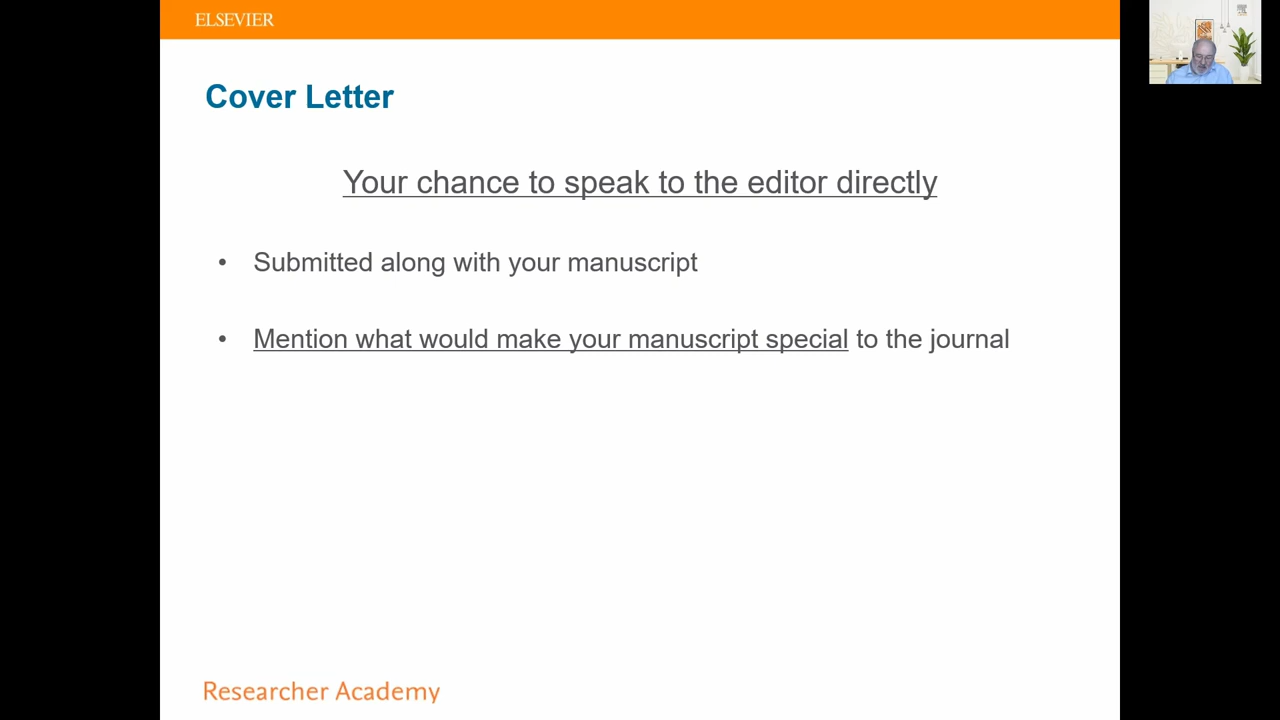 ELSEVIER
Cover Letter
Your chance to speak to the editor directly
• Submitted along with your manuscript
• Mention what would make your manuscript special to the journal
Researcher Academy